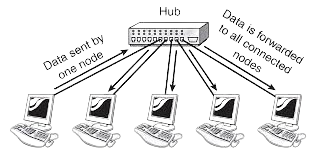 Hub
Data sent by
one node
Data is forwarded
to all connected
nodes